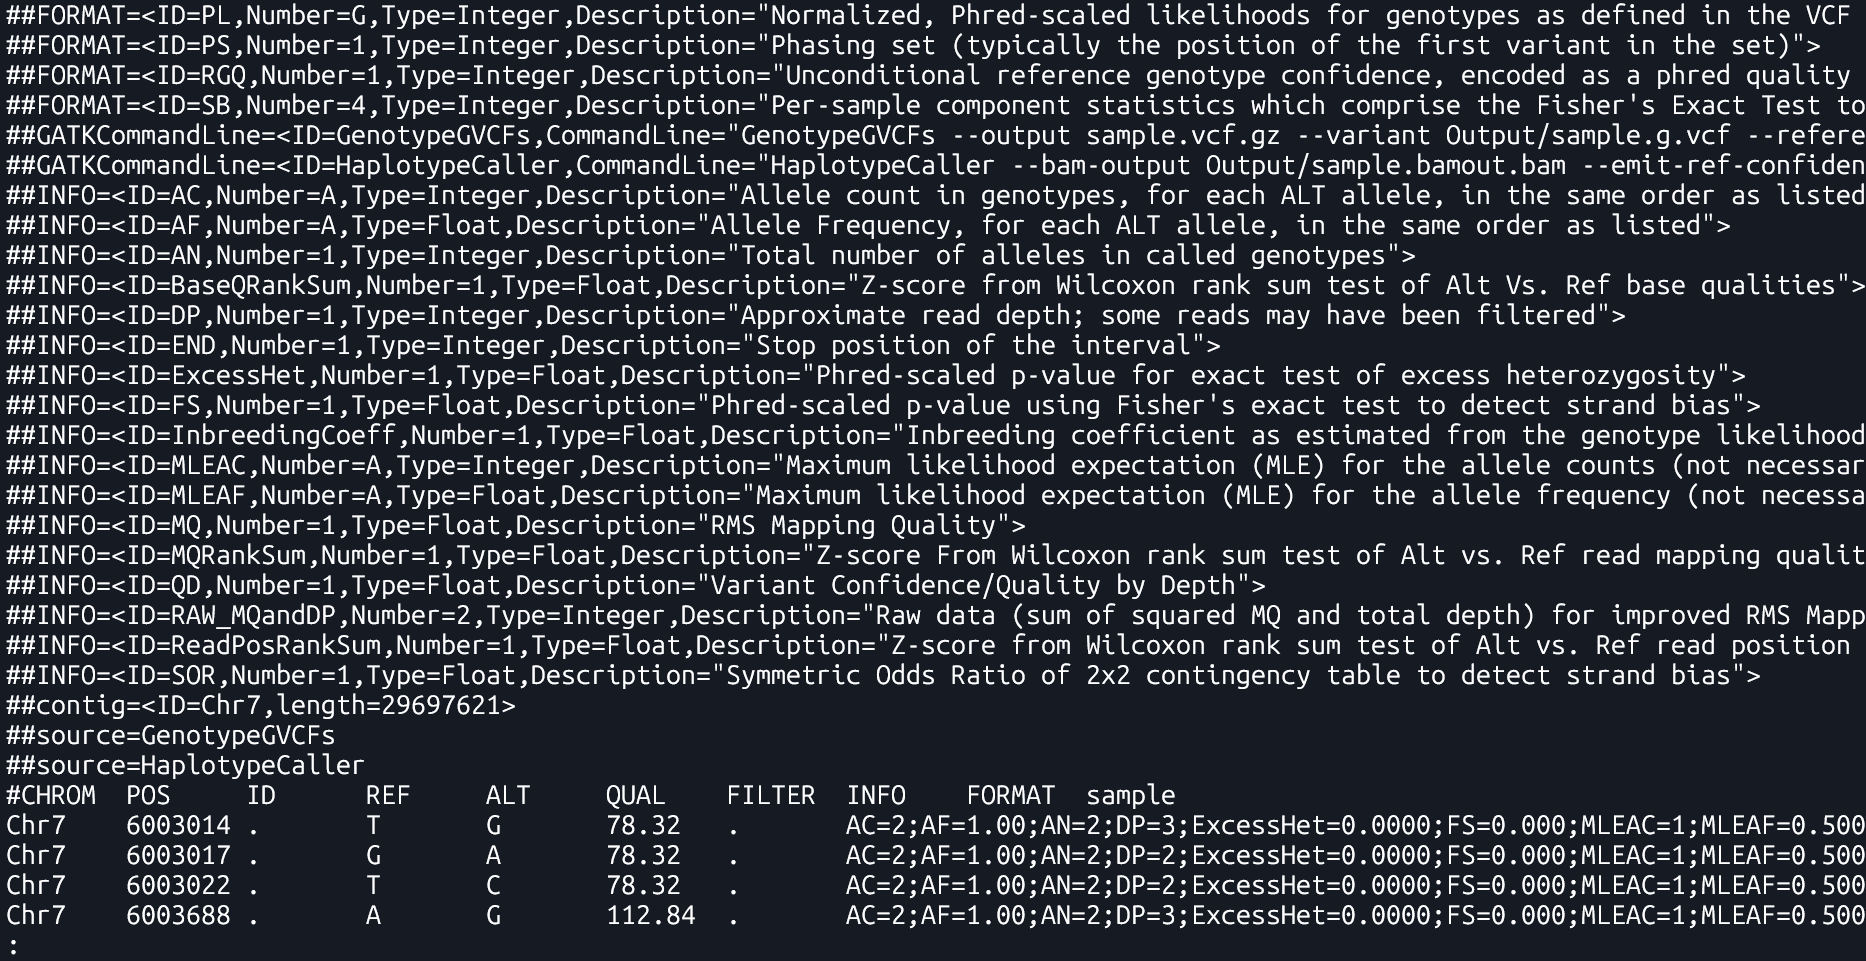 ##FORMAT=<ID=PL,Number=G,Type=Integer,Description="Normalized, Phred-scaled likelihoods for genotypes as defined in the VCF
##FORMAT=<ID=PS,Number=1,Type=Integer,Description="Phasing set (typically the position of the first variant in the set)">
##FORMAT=<ID=RGQ,Number=1,Type=Integer,Description="Unconditional reference genotype confidence, encoded as a phred quality
##FORMAT=<ID=SB,Number=4,Type=Integer,Description="Per-sample component statistics which comprise the Fisher's Exact Test to
##GATKCommandLine=<ID=GenotypeGVCFs,CommandLine="GenotypeGVCFs --output sample.vcf.gz --variant Output/sample.g.vcf --refere
##GATKCommandLine=<ID=HaplotypeCaller,CommandLine="HaplotypeCaller --bam-output Output/sample.bamout.bam --emit-ref-confiden
##INFO=<ID=AC,Number=A,Type=Integer,Description="Allele count in genotypes, for each ALT allele, in the same order as listed
##INFO=<ID=AF,Number=A,Type=Float,Description="Allele Frequency, for each ALT allele, in the same order as listed">
##INFO=<ID=AN,Number=1,Type=Integer,Description="Total number of alleles in called genotypes">
##INFO=<ID=BaseQRankSum,Number=1,Type=Float,Description="Z-score from Wilcoxon rank sum test of Alt Vs. Ref base qualities">
##INFO=<ID=DP,Number=1,Type=Integer,Description="Approximate read depth; some reads may have been filtered">
##INFO=<ID=END,Number=1,Type=Integer,Description="Stop position of the interval">
##INFO=<ID=ExcessHet,Number=1,Type=Float,Description="Phred-scaled p-value for exact test of excess heterozygosity">
##INFO=<ID=FS,Number=1,Type=Float,Description="Phred-scaled p-value using Fisher's exact test to detect strand bias">
##INFO=<ID=InbreedingCoeff,Number=1,Type=Float,Description="Inbreeding coefficient as estimated from the genotype likelihood
##INFO=<ID=MLEAC,Number=A,Type=Integer,Description="Maximum likelihood expectation (MLE) for the allele counts (not necessar
##INFO=<ID=MLEAF,Number=A,Type=Float,Description="Maximum likelihood expectation (MLE) for the allele frequency (not necessa
##INFO=<ID=MQ,Number=1,Type=Float,Description="RMS Mapping Quality">
##INFO=<ID=MQRankSum,Number=1,Type=Float,Description="Z-score From Wilcoxon rank sum test of Alt vs. Ref read mapping qualit
##INFO=<ID=QD,Number=1,Type=Float,Description="Variant Confidence/Quality by Depth">
##INFO=<ID=RAW_MQandDP,Number=2,Type=Integer,Description="Raw data (sum of squared MQ and total depth) for improved RMS Mapp
##INFO=<ID=ReadPosRankSum,Number=1,Type=Float,Description="Z-score from Wilcoxon rank sum test of Alt vs. Ref read position
##INFO=<ID=SOR,Number=1,Type=Float,Description="Symmetric Odds Ratio of 2x2 contingency table to detect strand bias">
##contig=<ID=Chr7,length=29697621>
##source=GenotypeGVCFs
##source=HaplotypeCaller
#CHROM POS ID REF ALT QUAL FILTER INFO FORMAT sample
Chr7 6003014 . T G 78.32 . AC=2;AF=1.00;AN=2;DP=3;ExcessHet=0.0000;FS=0.000;MLEAC=1;MLEAF=0.500
Chr7 6003017 . G A 78.32 . AC=2;AF=1.00;AN=2;DP=2;ExcessHet=0.0000;FS=0.000;MLEAC=1;MLEAF=0.500
Chr7 6003022 . T C 78.32 . AC=2;AF=1.00;AN=2;DP=2;ExcessHet=0.0000;FS=0.000;MLEAC=1;MLEAF=0.500
Chr7 6003688 . A G 112.84 . AC=2;AF=1.00;AN=2;DP=3;ExcessHet=0.0000;FS=0.000;MLEAC=1;MLEAF=0.500
: